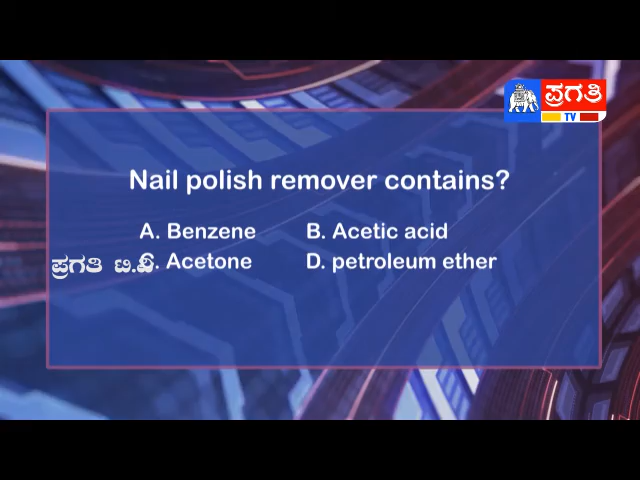 ಪ್ರಗತಿ
TV
Nail polish remover contains?
A. Benzene B. Acetic acid
ಪ್ರಗತಿ ಟಿ.ವಿ
C. Acetone D. petroleum ether